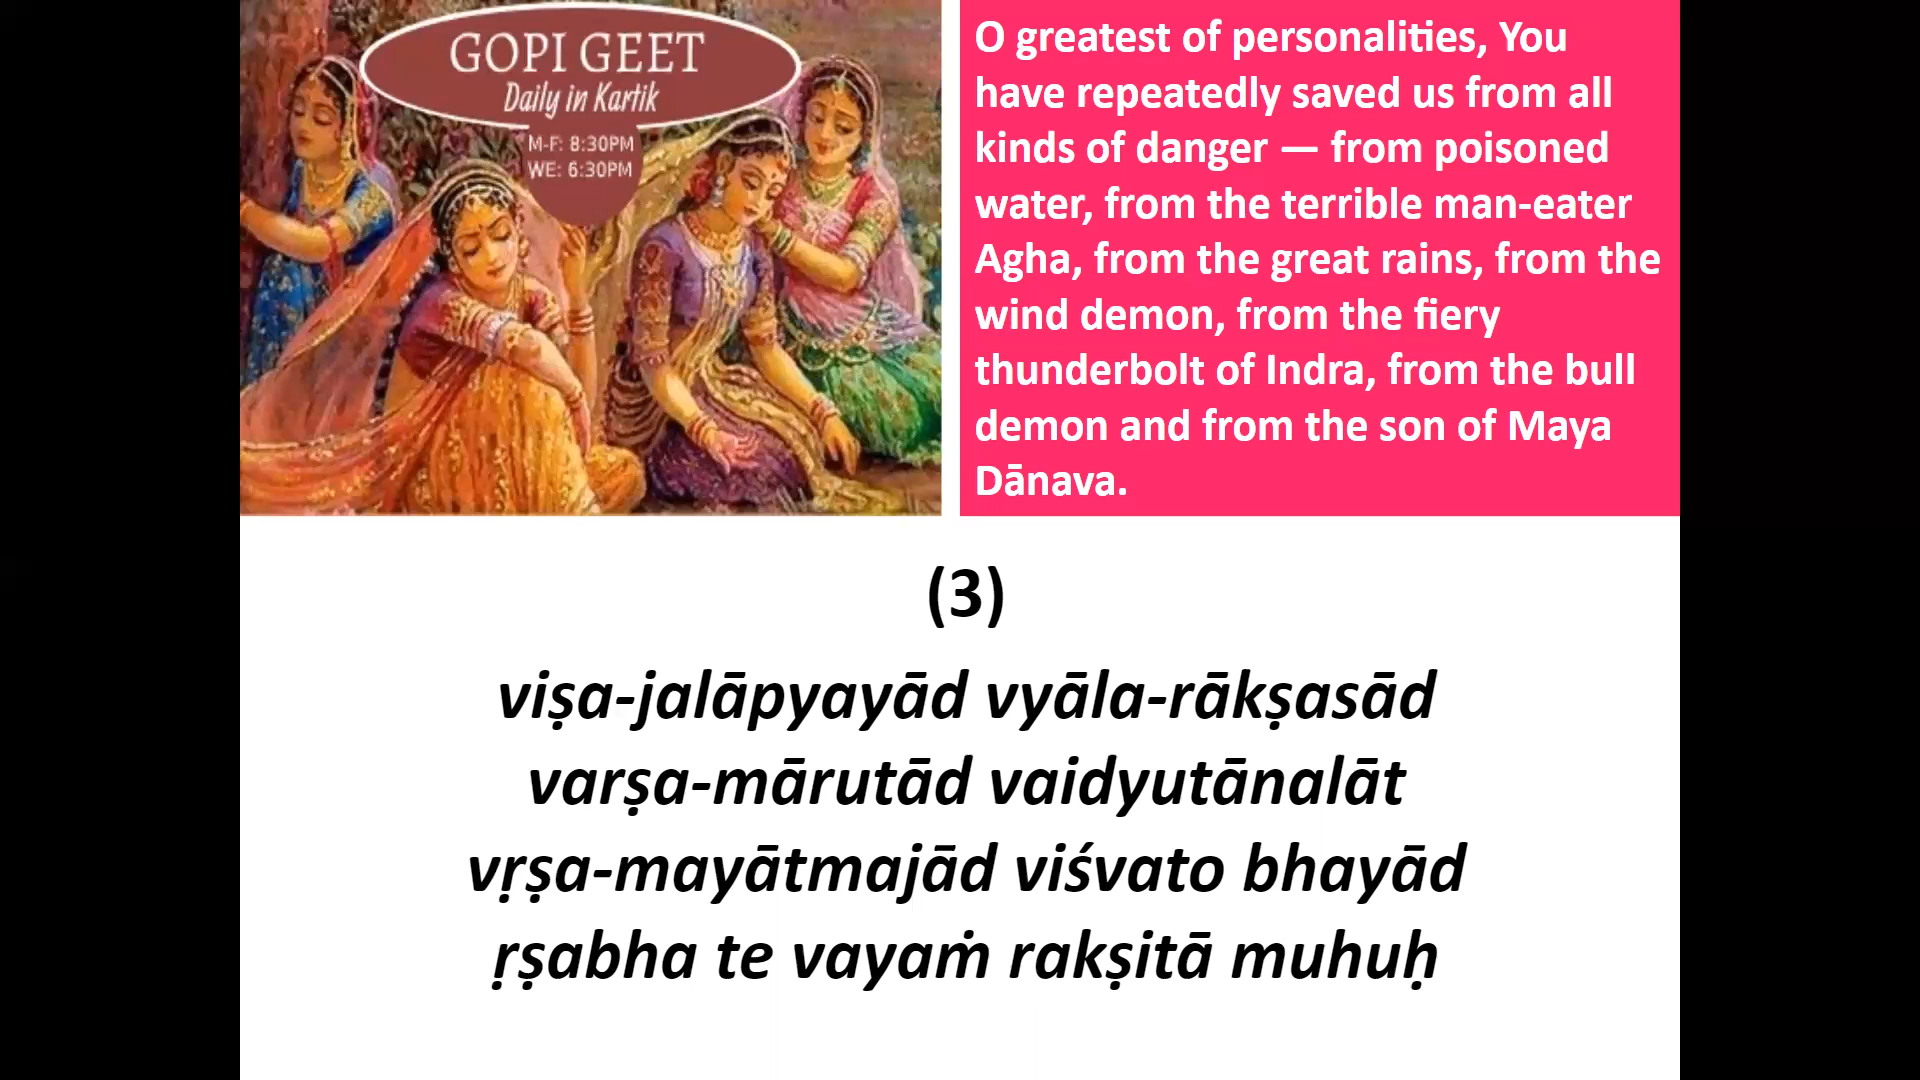 GOPI GEET
Daily in Kartik
M-F: 8:30PM
WE: 6:30PM
O greatest of personalities, You
have repeatedly saved us from all
kinds of danger — from poisoned
water, from the terrible man-eater
Agha, from the great rains, from the
wind demon, from the fiery
thunderbolt of Indra, from the bull
demon and from the son of Maya
Dānava.
(3)
viṣa-jalāpyayād vyāla-rākṣasād
varṣa-mārutād vaidyutānalāt
vṛṣa-mayātmajād viśvato bhayād
ṛṣabha te vayaṁ rakṣitā muhuḥ